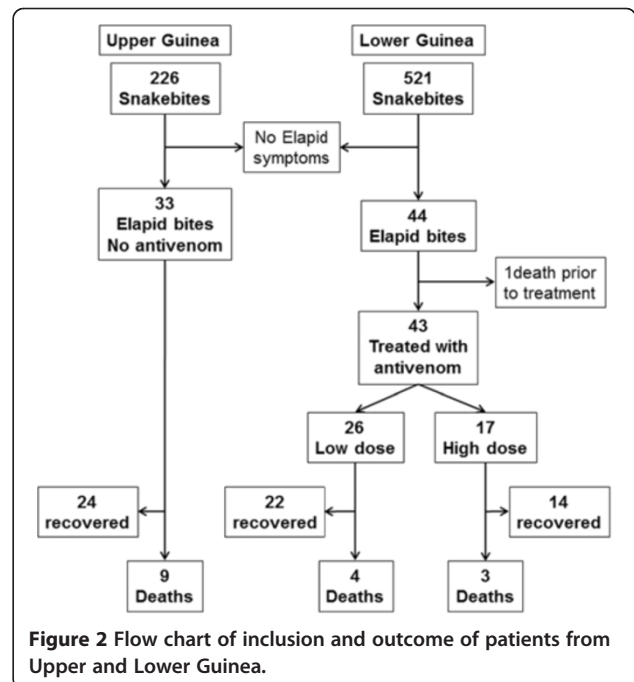 Upper Guinea
Lower Guinea
226
Snakebites
521
Snakebites
No Elapid
symptoms
33
Elapid bites
No antivenom
44
Elapid bites
1death prior
to treatment
43
Treated with
antivenom
26
Low dose
17
High dose
24
recovered
22
recovered
14
recovered
9
Deaths
4
Deaths
3
Deaths
Figure 2 Flow chart of inclusion and outcome of patients from
Upper and Lower Guinea.